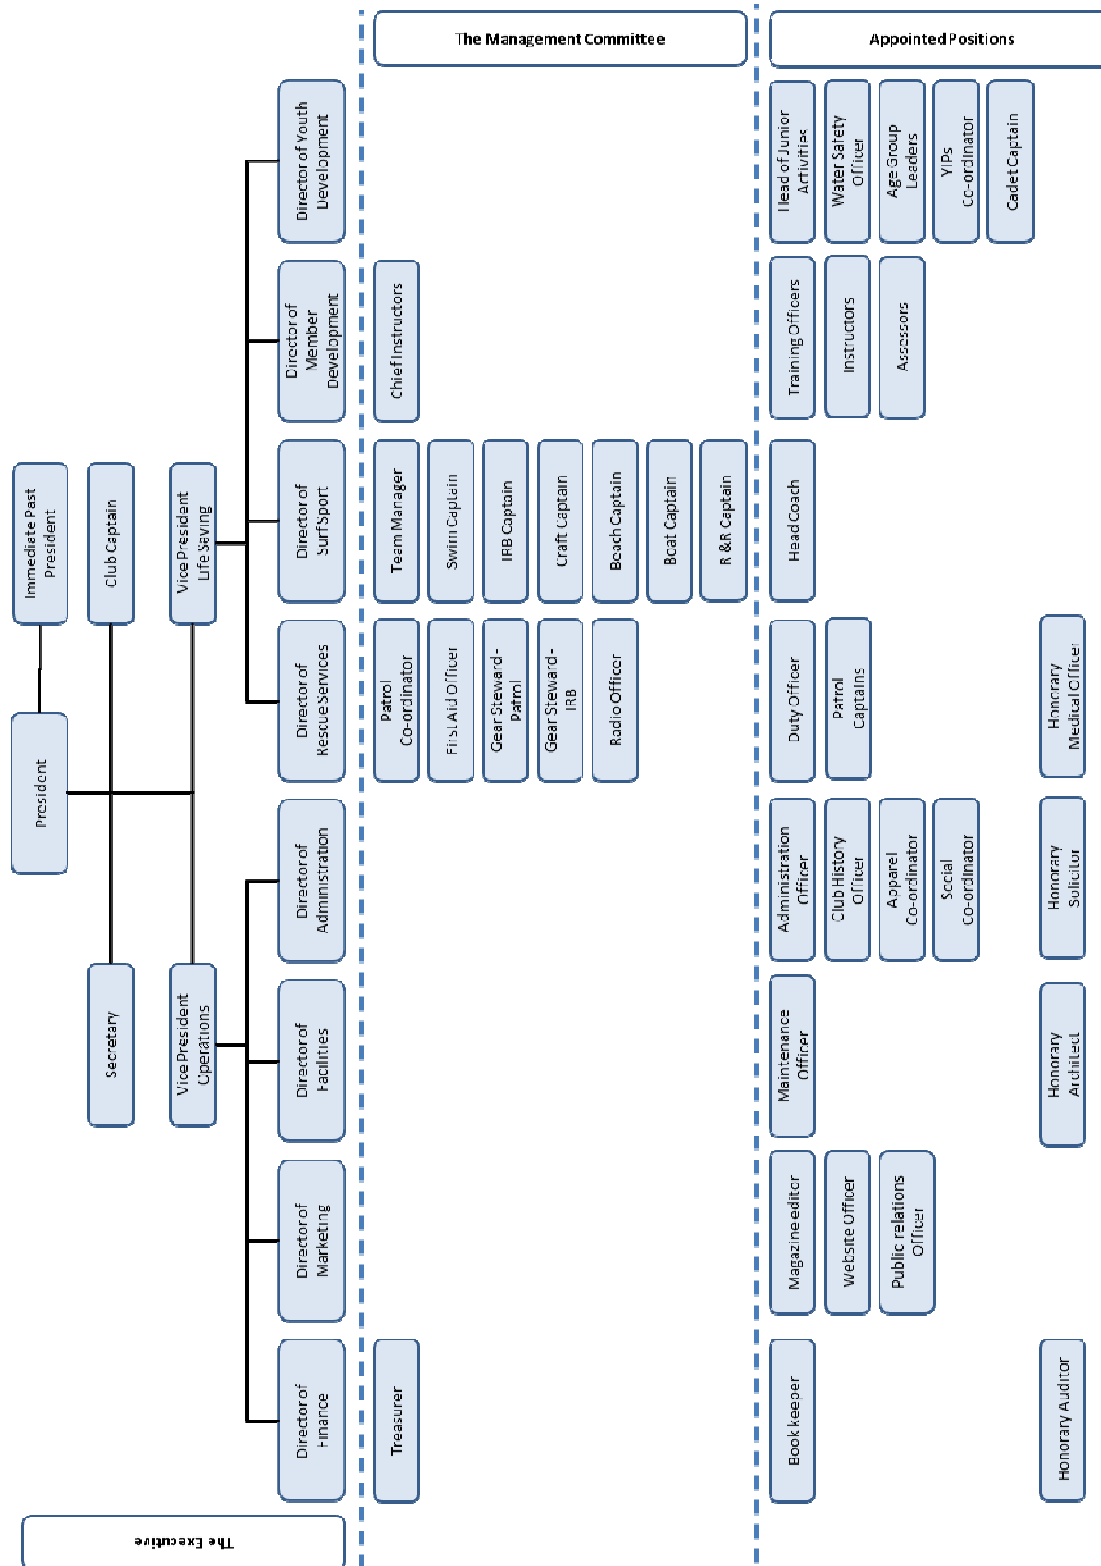 The Executive
President
Immediate Past
President
Secretary
Club Captain
Vice President
Operations
Vice President
Life Saving
Director of
Finance
Director of
Marketing
Director of
Facilities
Director of
Administration
Director of
Rescue Services
Director of
Surf Sport
Director of
Member
Development
Director of Youth
Development
The Management Committee
Treasurer
Patrol
Co-ordinator
First Aid Officer
Gear Steward -
Patrol
Gear Steward -
IRB
Radio Officer
Team Manager
Swim Captain
IRB Captain
Craft Captain
Beach Captain
Boat Captain
R &R Captain
Chief Instructors
Appointed Positions
Book keeper
Magazine editor
Website Officer
Public relations
Officer
Maintenance
Officer
Administration
Officer
Club History
Officer
Apparel
Co-ordinator
Social
Co-ordinator
Duty Officer
Patrol
Captains
Head Coach
Training Officers
Instructors
Assessors
Head of Junior
Activities
Water Safety
Officer
Age Group
Leaders
YIPs
Co-ordinator
Cadet Captain
Honorary Auditor
Honorary
Architect
Honorary
Solicitor
Honorary
Medical Officer